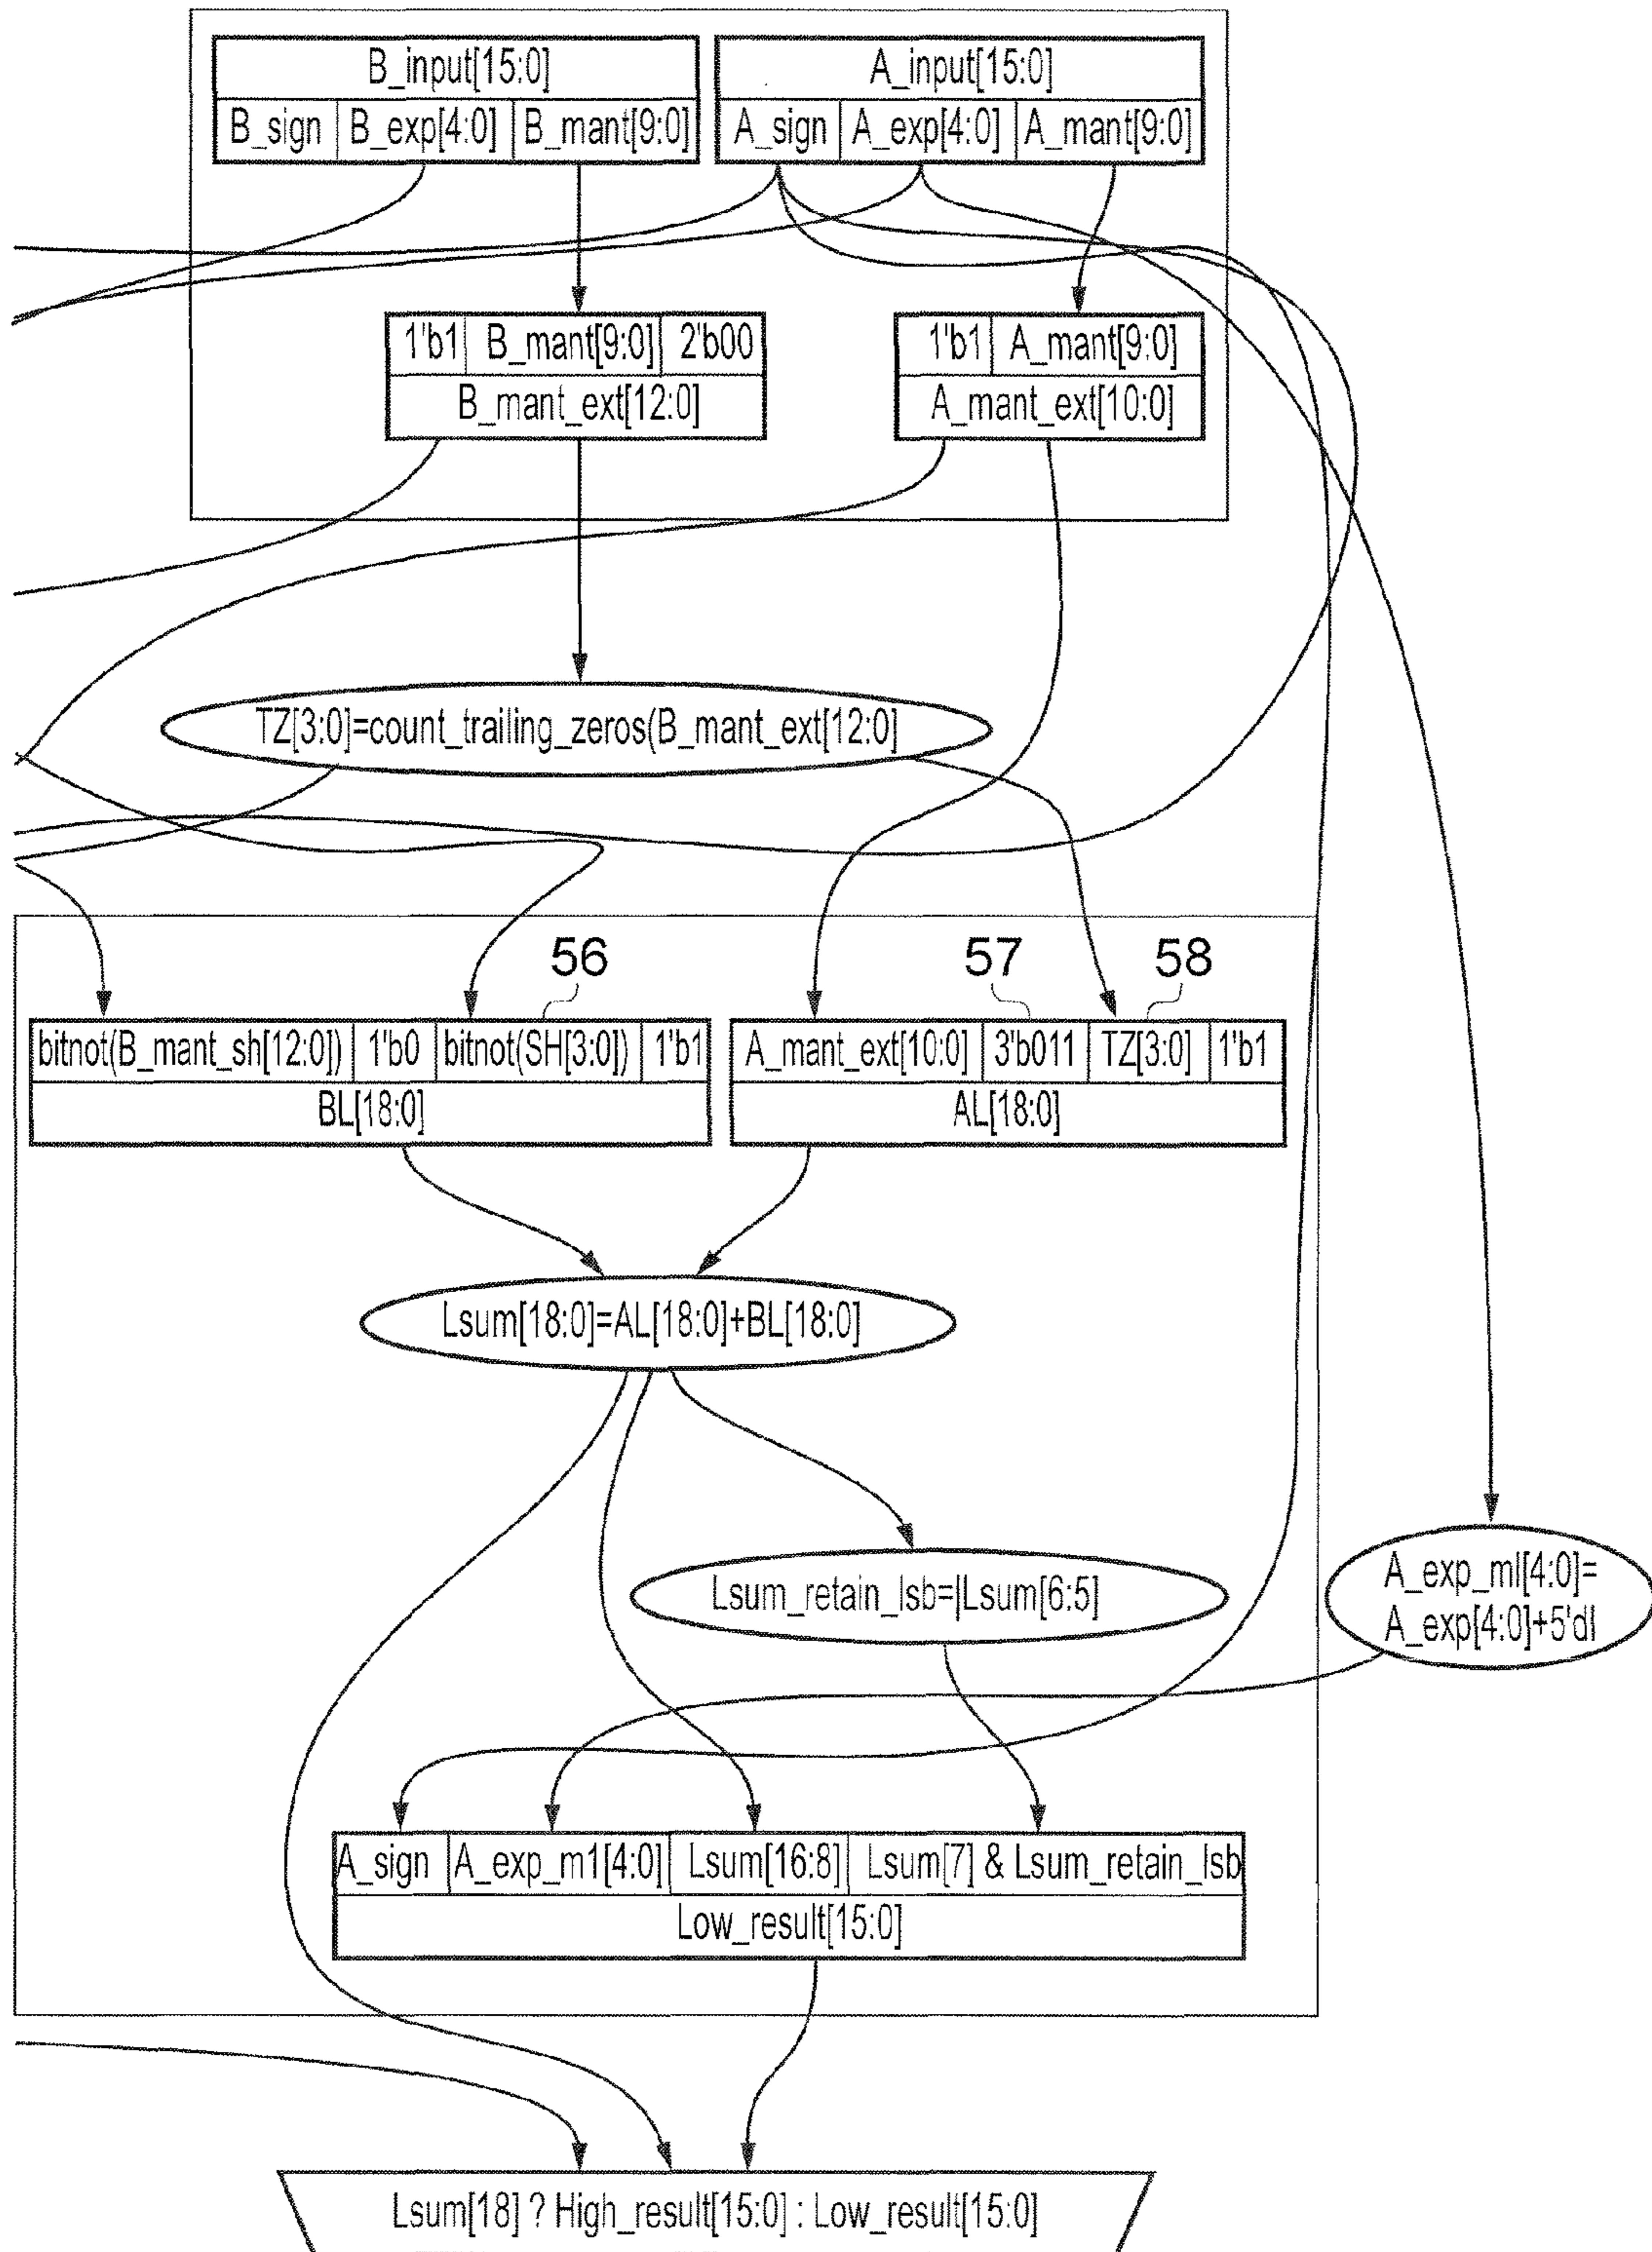 B_input[15:0]
A_input[15:0]
B_sign B_exp[4:0] B_mant[9:0]
A_sign A_exp[4:0] A_mant[9:0]
1'b1 B_mant[9:0] 2'b00
B_mant_ext[12:0]
1'b1 A_mant[9:0]
A_mant_ext[10:0]
TZ[3:0]=count_trailing_zeros(B_mant_ext[12:0]
56
57
58
bitnot(B_mant_sh[12:0]) 1'b0 bitnot(SH[3:0]) 1'b1
BL[18:0]
A_mant_ext[10:0] 3'b011 TZ[3:0] 1'b1
AL[18:0]
Lsum[18:0]=AL[18:0]+BL[18:0]
Lsum_retain_lsb=|Lsum[6:5]
A_exp_ml[4:0]=
A_exp[4:0]+5'dl
A_sign A_exp_m1[4:0] Lsum[16:8] Lsum[7] & Lsum_retain_lsb
Low_result[15:0]
Lsum[18] ? High_result[15:0] : Low_result[15:0]